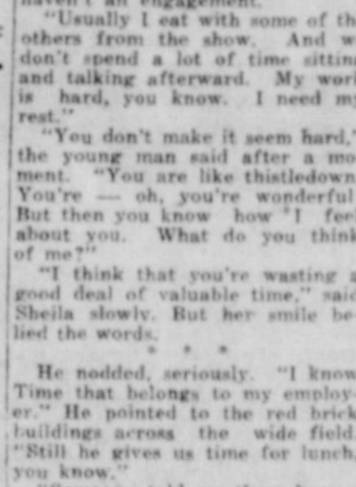 haven't an engagement.
"Usually I eat with some of th
others from the show. And w
don't spend a lot of time sittin
and talking afterward. My wor
is hard, you know. I need my
rest."
"You don't make it seem hard,"
the young man said after a mo
ment. "You are like thistledown
You're — oh, you're wonderful
But then you know how I fee
about you. What do you think
of me?"
"I think that you're wasting a
good deal of valuable time," said
Sheila slowly. But her smile be-
lied the words.
* * *
He nodded, seriously. "I know
Time that belongs to my employ-
er." He pointed to the red brick
buildings across the wide field.
"Still he gives us time for lunch,
you know."